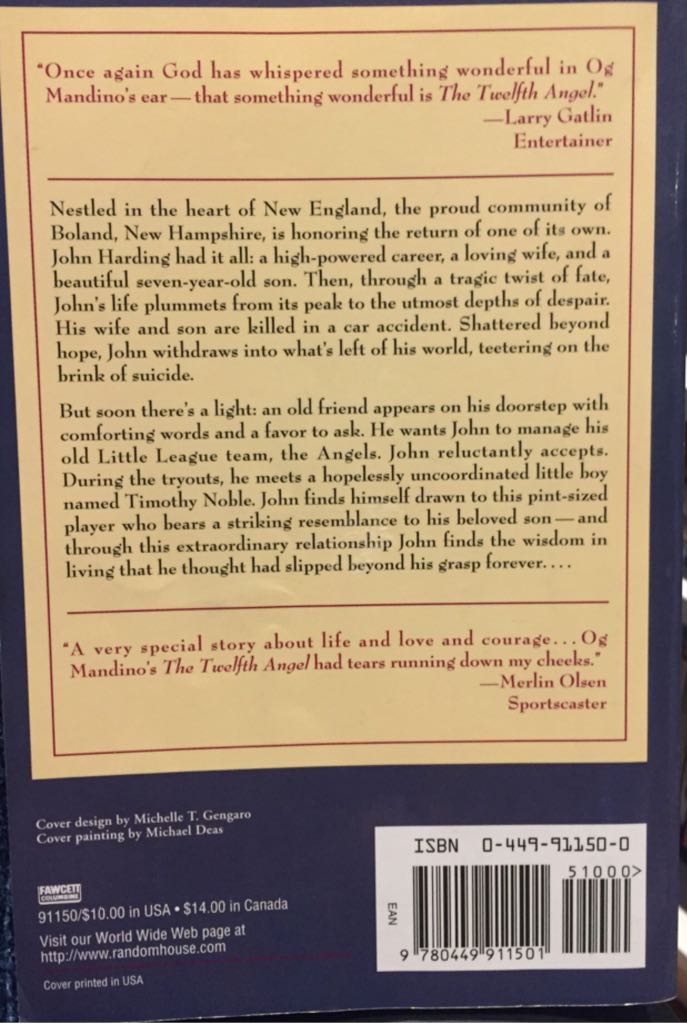 "Once again God has whispered something wonderful in Og
Mandino's ear—that something wonderful is The Twelfth Angel."
—Larry Gatlin
Entertainer
Nestled in the heart of New England, the proud community of
Boland, New Hampshire, is honoring the return of one of its own.
John Harding had it all: a high-powered career, a loving wife, and a
beautiful seven-year-old son. Then, through a tragic twist of fate,
John's life plummets from its peak to the utmost depths of despair.
His wife and son are killed in a car accident. Shattered beyond
hope, John withdraws into what's left of his world, teetering on the
brink of suicide.
But soon there's a light: an old friend appears on his doorstep with
comforting words and a favor to ask. He wants John to manage his
old Little League team, the Angels. John reluctantly accepts.
During the tryouts, he meets a hopelessly uncoordinated little boy
named Timothy Noble. John finds himself drawn to this pint-sized
player who bears a striking resemblance to his beloved son—and
through this extraordinary relationship John finds the wisdom in
living that he thought had slipped beyond his grasp forever....
"A very special story about life and love and courage...Og
Mandino's The Twelfth Angel had tears running down my cheeks."
—Merlin Olsen
Sportscaster
Cover design by Michelle T. Gengaro
Cover painting by Michael Deas
FAWCETT
COLUMBINE
91150/$10.00 in USA • $14.00 in Canada
Visit our World Wide Web page at
http://www.randomhouse.com
Cover printed in USA
ISBN 0-449-91150-0
51000>
EAN
9 780449 911501